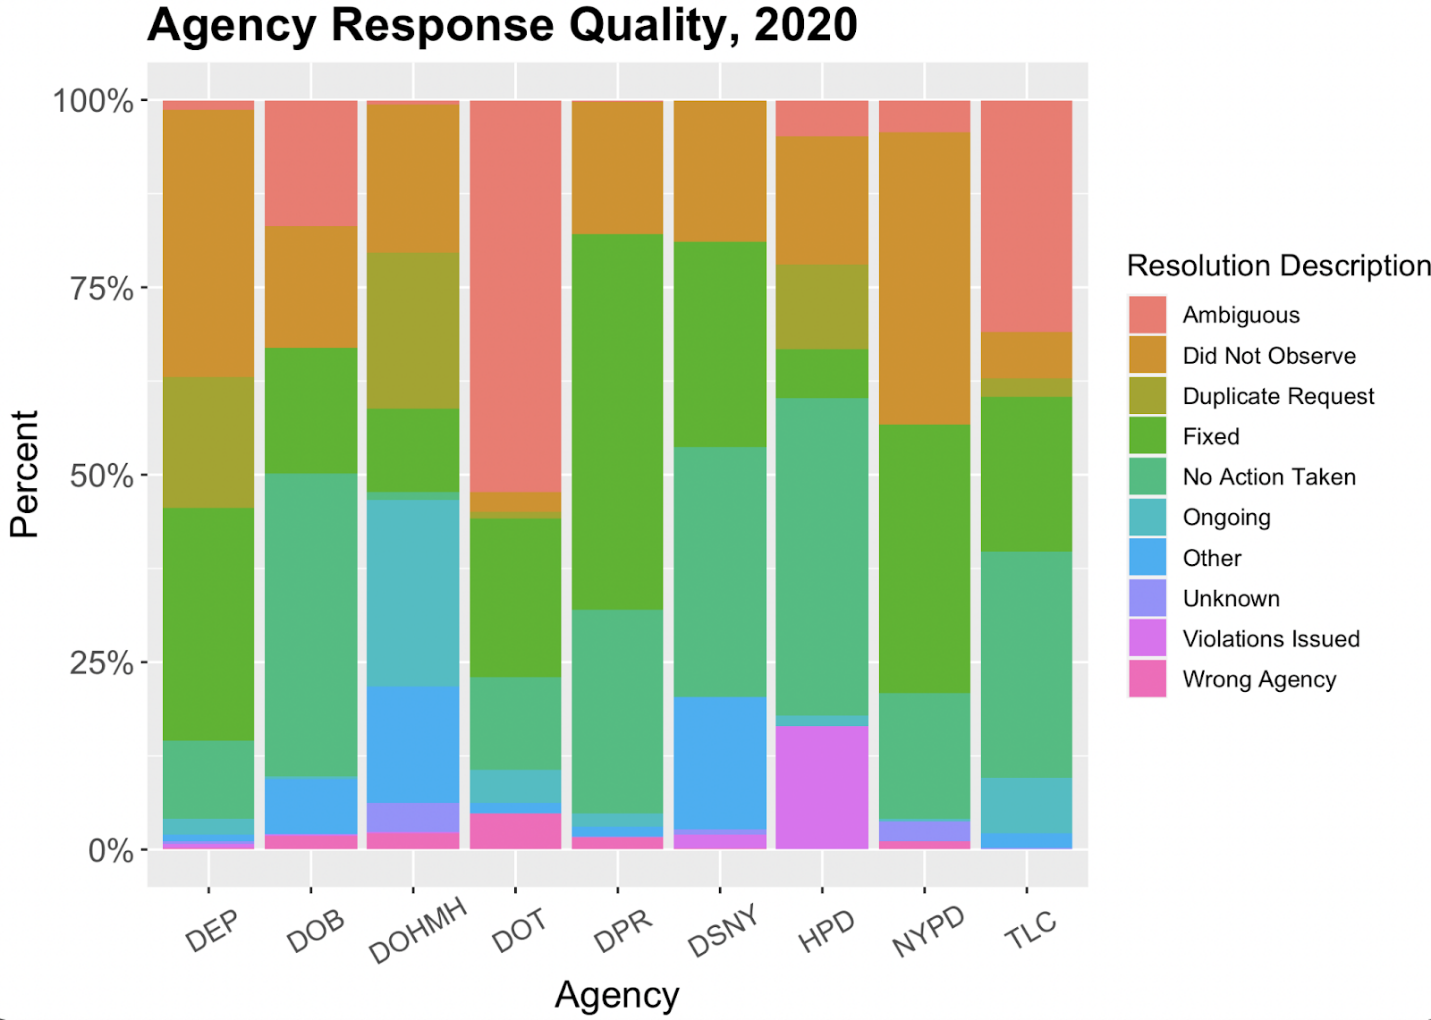 Agency Response Quality, 2020
100%
75%
50%
25%
0%
Percent
DEP
DOB
DOHMH
DOT
DPR
DSNY
HPD
NYPD
TLC
Agency
Resolution Description
Ambiguous
Did Not Observe
Duplicate Request
Fixed
No Action Taken
Ongoing
Other
Unknown
Violations Issued
Wrong Agency